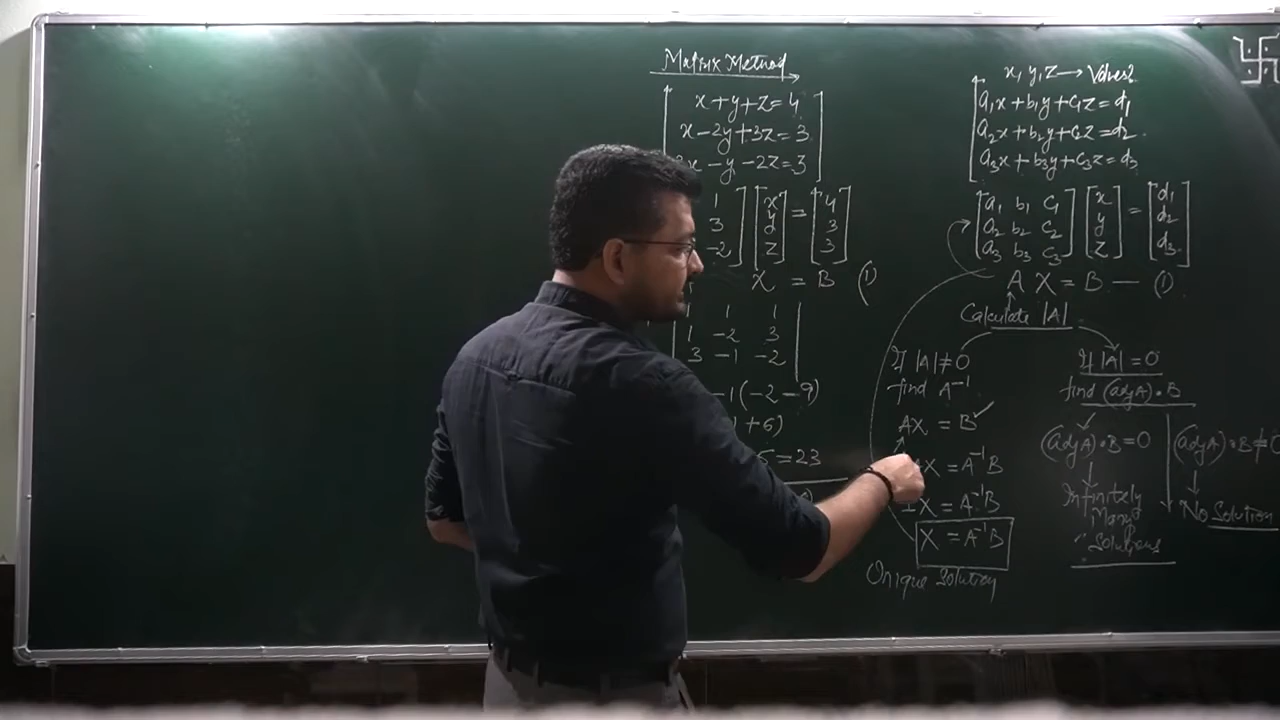 Matrix Method
x+y+z=4
x-2y+3z=3
x-y-2z=3
1
3
-2
[x y z] = [4 3 3]
X = B (1)
1 1 1
1 -2 3
3 -1 -2
-1(-2-9)
+6)
5=23
x, y, z → Values?
a₁x+b₁y+c₁z=d₁
a₂x+b₂y+c₂z=d₂
a₃x+b₃y+c₃z=d₃
[a₁ b₁ c₁] [x] = [d₁]
[a₂ b₂ c₂] [y] [d₂]
[a₃ b₃ c₃] [z] [d₃]
A X = B — (1)
Calculate |A|
If |A|≠0
find A⁻¹
AX = B ✓
X = A⁻¹B
IX = A⁻¹B
X = A⁻¹B
Unique Solution
If |A|=0
find (adjA)•B
(adjA)•B=0
Infinitely
Many
Solutions
(adjA)•B≠0
No Solution